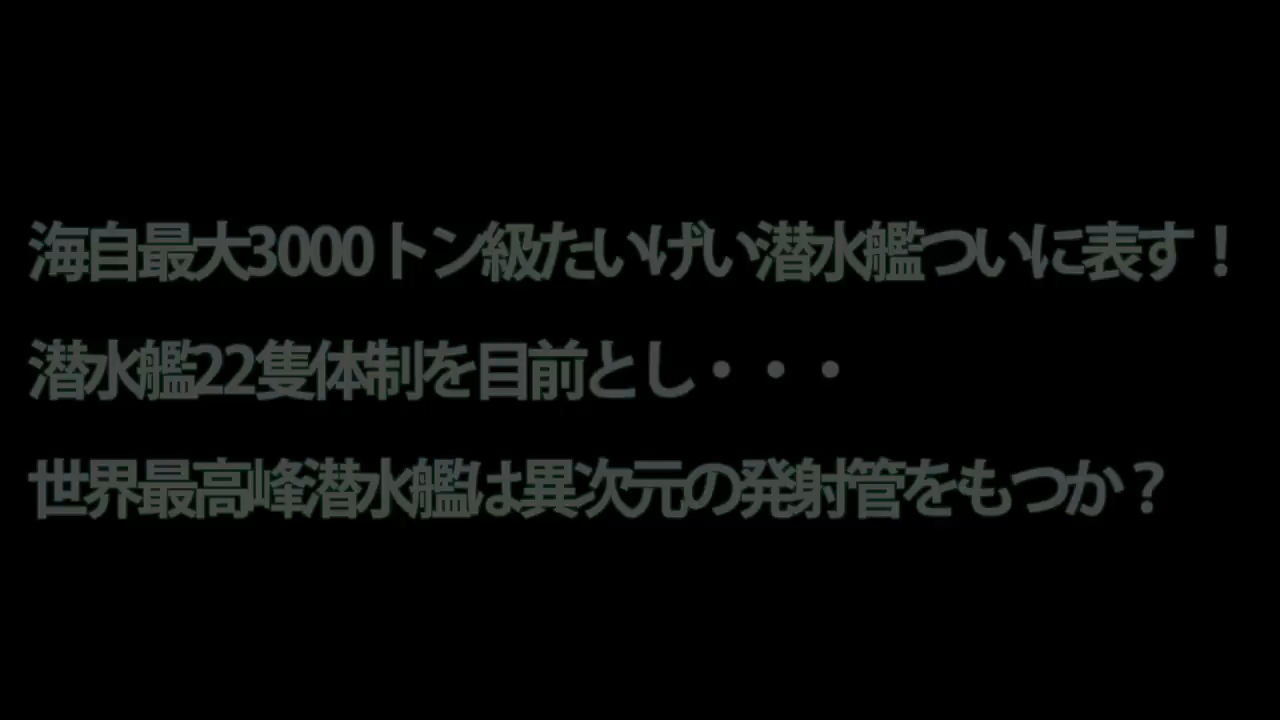 海自最大3000トン級たいげい潜水艦ついに表す！
潜水艦22隻体制を目前とし・・・
世界最高峰潜水艦は異次元の発射管をもつか？